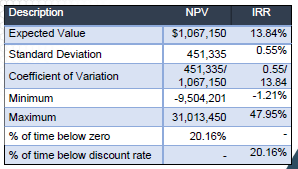 Description NPV IRR
Expected Value $1,067,150 13.84%
Standard Deviation 451,335 0.55%
Coefficient of Variation 451,335/ 1,067,150 0.55/ 13.84
Minimum -9,504,201 -1.21%
Maximum 31,013,450 47.95%
% of time below zero 20.16% -
% of time below discount rate - 20.16%